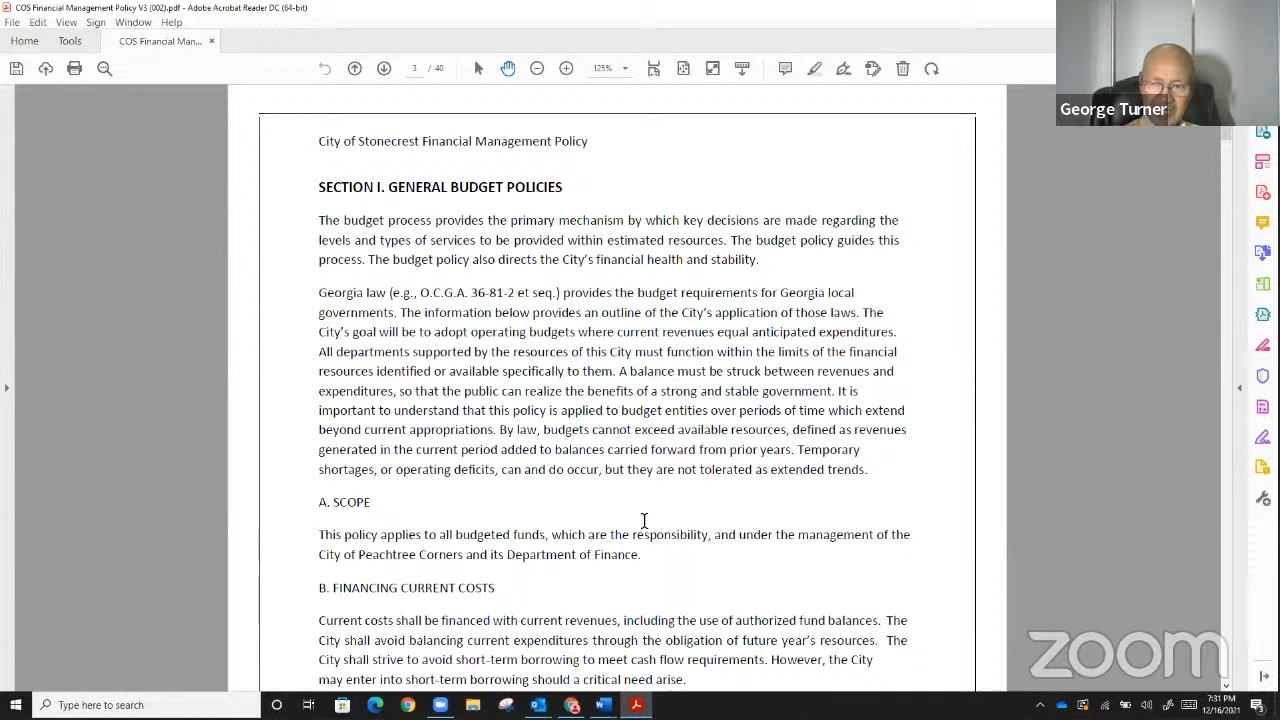 COS Financial Management Policy V3 (002).pdf - Adobe Acrobat Reader DC (64-bit)
File Edit View Sign Window Help
Home Tools COS Financial Man... ×
3 / 40 125%
George Turner
City of Stonecrest Financial Management Policy
SECTION I. GENERAL BUDGET POLICIES
The budget process provides the primary mechanism by which key decisions are made regarding the
levels and types of services to be provided within estimated resources. The budget policy guides this
process. The budget policy also directs the City's financial health and stability.
Georgia law (e.g., O.C.G.A. 36-81-2 et seq.) provides the budget requirements for Georgia local
governments. The information below provides an outline of the City's application of those laws. The
City's goal will be to adopt operating budgets where current revenues equal anticipated expenditures.
All departments supported by the resources of this City must function within the limits of the financial
resources identified or available specifically to them. A balance must be struck between revenues and
expenditures, so that the public can realize the benefits of a strong and stable government. It is
important to understand that this policy is applied to budget entities over periods of time which extend
beyond current appropriations. By law, budgets cannot exceed available resources, defined as revenues
generated in the current period added to balances carried forward from prior years. Temporary
shortages, or operating deficits, can and do occur, but they are not tolerated as extended trends.
A. SCOPE
This policy applies to all budgeted funds, which are the responsibility, and under the management of the
City of Peachtree Corners and its Department of Finance.
B. FINANCING CURRENT COSTS
Current costs shall be financed with current revenues, including the use of authorized fund balances. The
City shall avoid balancing current expenditures through the obligation of future year's resources. The
City shall strive to avoid short-term borrowing to meet cash flow requirements. However, the City
may enter into short-term borrowing should a critical need arise.
zoom
Type here to search
7:31 PM
12/16/2021